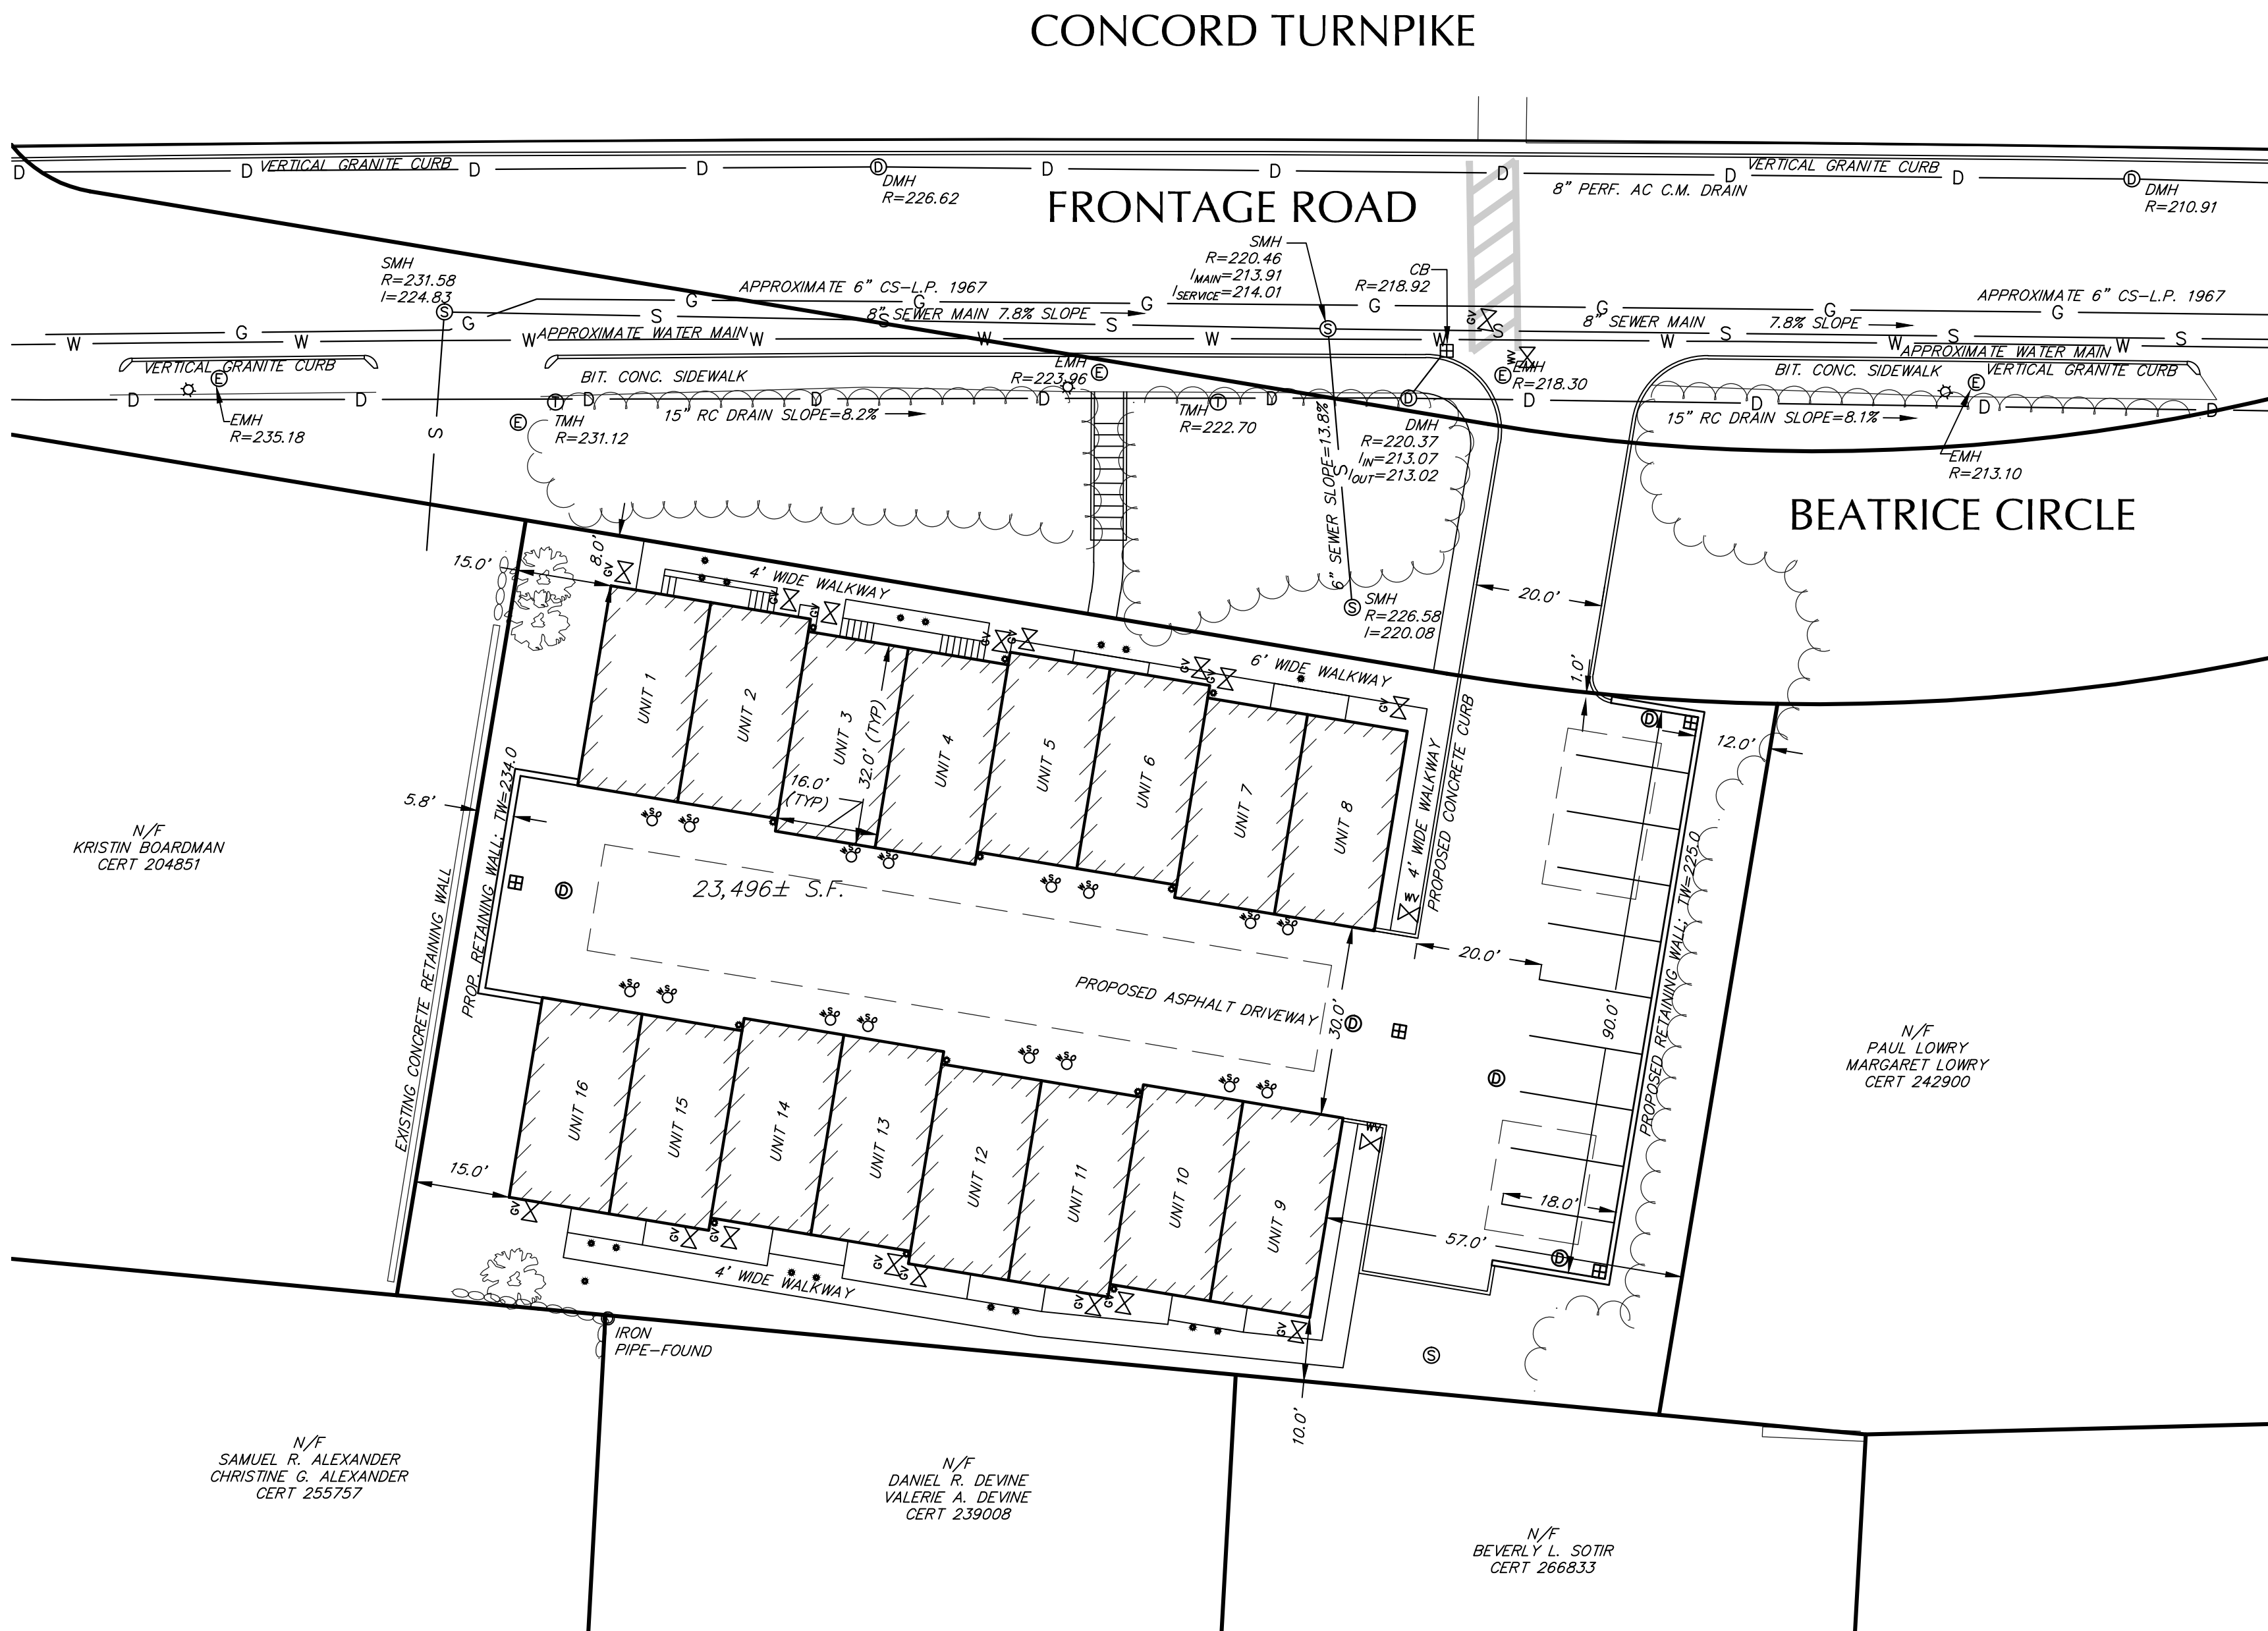 CONCORD TURNPIKE
VERTICAL GRANITE CURB
VERTICAL GRANITE CURB
D D D D D D D D D
DMH
R=226.62
8" PERF. AC C.M. DRAIN
DMH
R=210.91
FRONTAGE ROAD
SMH
R=231.58
I=224.83
SMH
R=220.46
IMAIN=213.91
ISERVICE=214.01
CB
R=218.92
APPROXIMATE 6" CS-L.P. 1967
APPROXIMATE 6" CS-L.P. 1967
G G G G G G G G G
8" SEWER MAIN 7.8% SLOPE
8" SEWER MAIN 7.8% SLOPE
S S S S S S S
APPROXIMATE WATER MAIN
APPROXIMATE WATER MAIN
W W W W W W W W W W
VERTICAL GRANITE CURB
BIT. CONC. SIDEWALK
EMH
R=223.96
GV
WV
EMH
R=218.30
BIT. CONC. SIDEWALK
VERTICAL GRANITE CURB
EMH
R=235.18
TMH
R=231.12
15" RC DRAIN SLOPE=8.2%
TMH
R=222.70
DMH
R=220.37
IIN=213.07
IOUT=213.02
15" RC DRAIN SLOPE=8.1%
EMH
R=213.10
BEATRICE CIRCLE
6" SEWER SLOPE=13.8%
S
SMH
R=226.58
I=220.08
15.0'
8.0'
4' WIDE WALKWAY
6' WIDE WALKWAY
20.0'
1.0'
12.0'
UNIT 1
UNIT 2
UNIT 3
UNIT 4
UNIT 5
UNIT 6
UNIT 7
UNIT 8
32.0' (TYP)
16.0'
(TYP)
4' WIDE WALKWAY
PROPOSED CONCRETE CURB
5.8'
PROP. RETAINING WALL; TW=234.0
EXISTING CONCRETE RETAINING WALL
N/F
KRISTIN BOARDMAN
CERT 204851
23,496± S.F.
PROPOSED ASPHALT DRIVEWAY
30.0'
20.0'
90.0'
PROPOSED RETAINING WALL; TW=225.0
N/F
PAUL LOWRY
MARGARET LOWRY
CERT 242900
UNIT 16
UNIT 15
UNIT 14
UNIT 13
UNIT 12
UNIT 11
UNIT 10
UNIT 9
15.0'
18.0'
57.0'
4' WIDE WALKWAY
IRON
PIPE-FOUND
10.0'
N/F
SAMUEL R. ALEXANDER
CHRISTINE G. ALEXANDER
CERT 255757
N/F
DANIEL R. DEVINE
VALERIE A. DEVINE
CERT 239008
N/F
BEVERLY L. SOTIR
CERT 266833